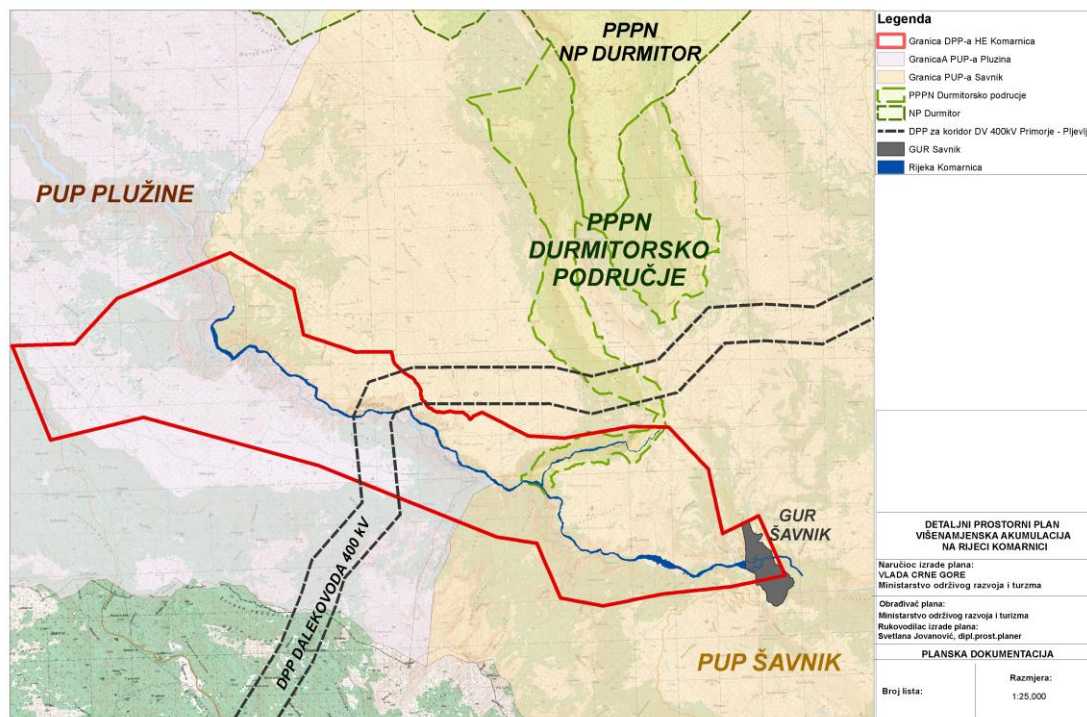 PPPN
NP DURMITOR
PUP PLUŽINE
PPPN
DURMITORSKO
PODRUČJE
GUR
ŠAVNIK
DPP DALEKOVODA 400 kV
PUP ŠAVNIK
Legenda
Granica DPP-a HE Komarnica
GranicaA PUP-a Pluzina
Granica PUP-a Savnik
PPPN Durmitorsko podrucje
NP Durmitor
DPP za koridor DV 400kV Primorje - Pljevlj
GUR Savnik
Rijeka Komarnica
DETALJNI PROSTORNI PLAN
VIŠENAMJENSKA AKUMULACIJA
NA RIJECI KOMARNICI
Naručioc izrade plana:
VLADA CRNE GORE
Ministarstvo održivog razvoja i turzma
Obrađivač plana:
Ministarstvo održivog razvoja i turizma
Rukovodilac izrade plana:
Svetlana Jovanović, dipl.prost.planer
PLANSKA DOKUMENTACIJA
Broj lista:
Razmjera:
1:25,000